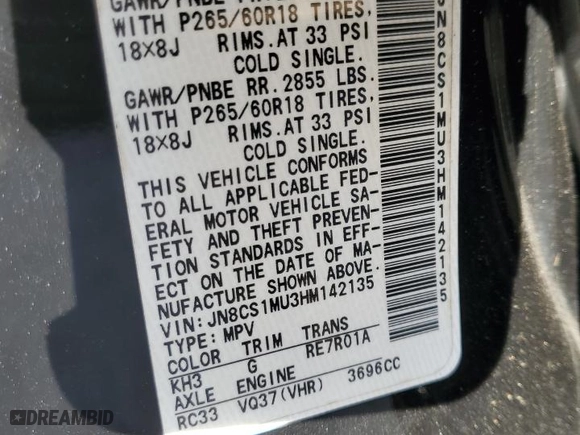 GAWR/PNBE
WITH P265/60R18 TIRES,
18X8J RIMS.AT 33 PSI
COLD SINGLE.
GAWR/PNBE RR. 2855 LBS.
WITH P265/60R18 TIRES,
18X8J RIMS.AT 33 PSI
COLD SINGLE.
THIS VEHICLE CONFORMS
TO ALL APPLICABLE FED-
ERAL MOTOR VEHICLE SA-
FETY AND THEFT PREVEN-
TION STANDARDS IN EFF-
ECT ON THE DATE OF MA-
NUFACTURE SHOWN ABOVE.
VIN: JN8CS1MU3HM142135
TYPE: MPV
COLOR TRIM TRANS
KH3 G RE7R01A
AXLE ENGINE
RC33 VQ37(VHR) 3696CC
JN8CS1MU3HM142135
DREAMBID